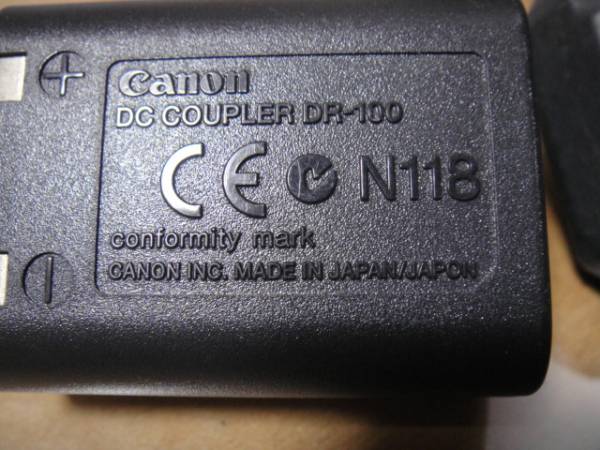 Canon
DC COUPLER DR-100
CE N118
conformity mark
CANON INC. MADE IN JAPAN/JAPON
+
-